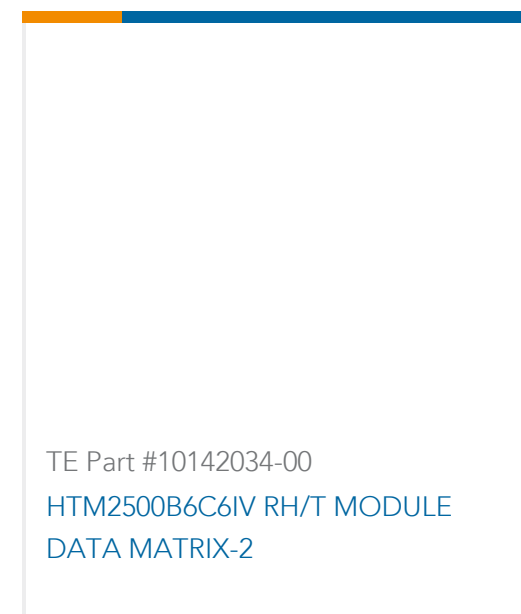 TE Part #10142034-00
HTM2500B6C6IV RH/T MODULE
DATA MATRIX-2